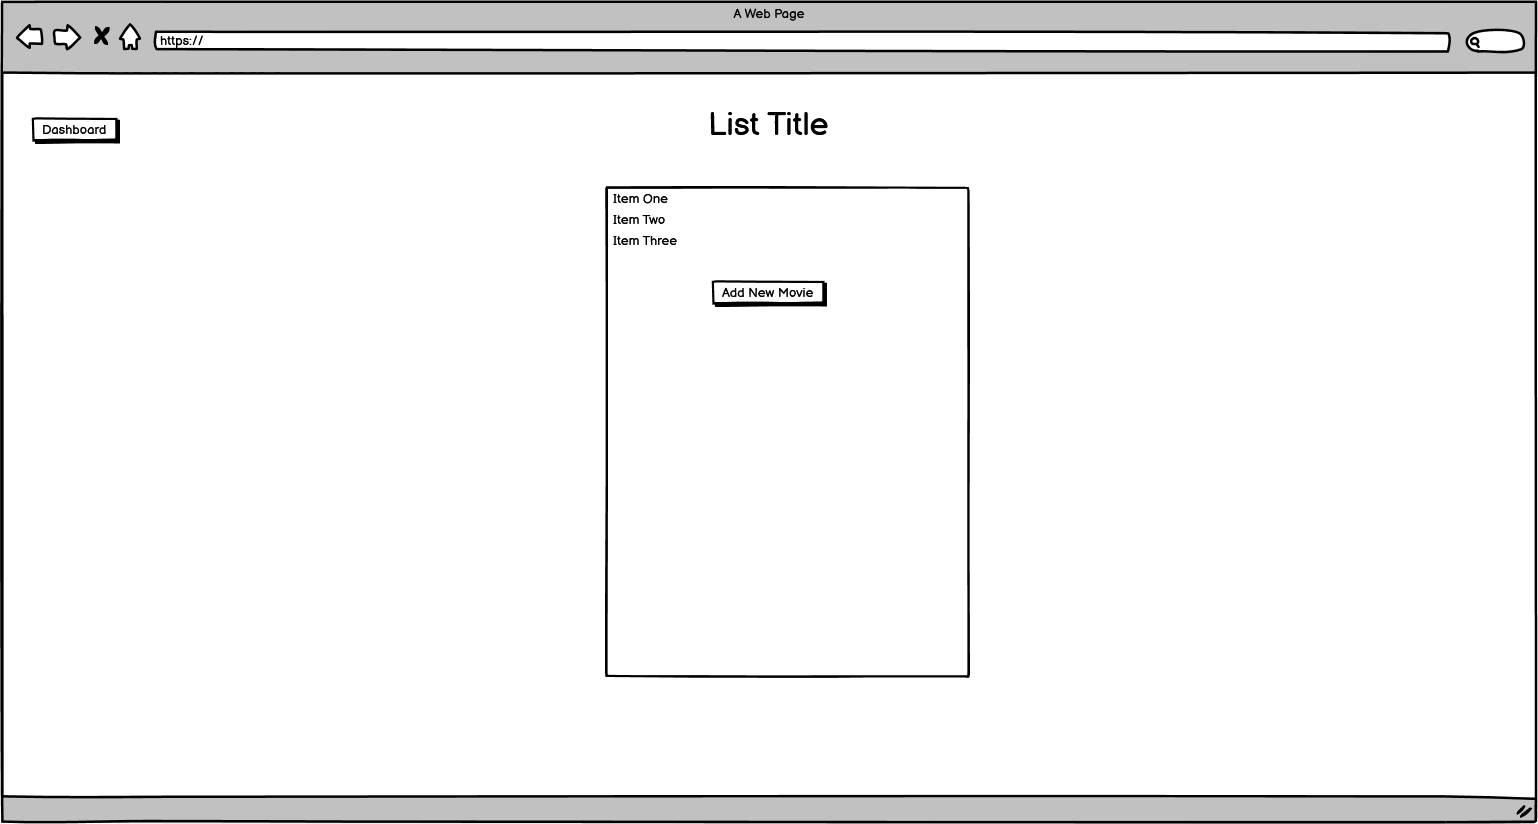 A Web Page
https://
List Title
Dashboard
Item One
Item Two
Item Three
Add New Movie